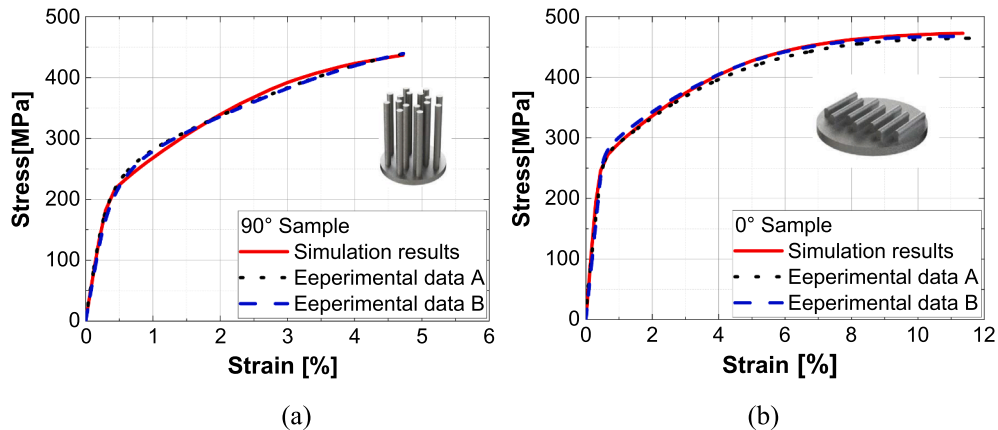 500
400
300
200
100
0
Stress[MPa]
90° Sample
Simulation results
Eeperimental data A
Eeperimental data B
0 1 2 3 4 5 6
Strain [%]
(a)
500
400
300
200
100
0
Stress[MPa]
0° Sample
Simulation results
Eeperimental data A
Eeperimental data B
0 2 4 6 8 10 12
Strain [%]
(b)